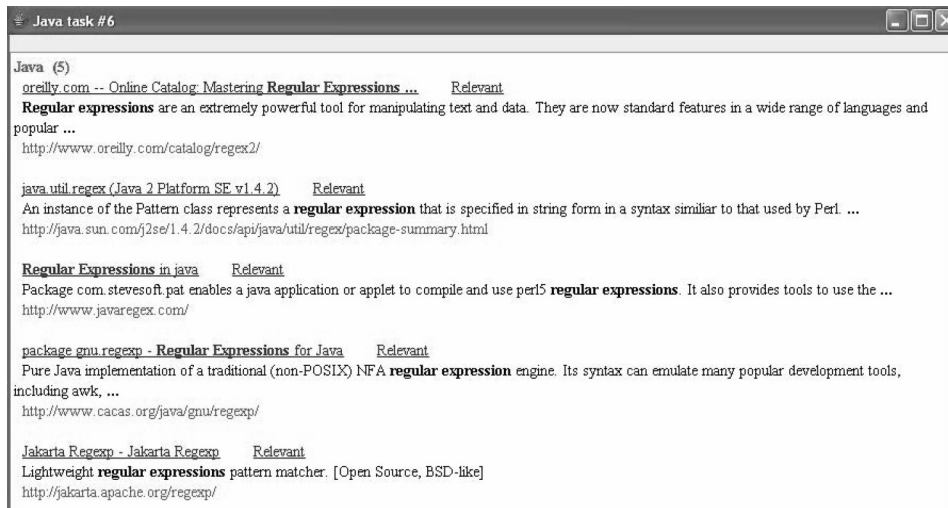 Java task #6
Java (5)
oreilly.com -- Online Catalog: Mastering Regular Expressions ... Relevant
Regular expressions are an extremely powerful tool for manipulating text and data. They are now standard features in a wide range of languages and
popular ...
http://www.oreilly.com/catalog/regex2/
java.util.regex (Java 2 Platform SE v1.4.2) Relevant
An instance of the Pattern class represents a regular expression that is specified in string form in a syntax similiar to that used by Perl. ...
http://java.sun.com/j2se/1.4.2/docs/api/java/util/regex/package-summary.html
Regular Expressions in java Relevant
Package com.stevesoft.pat enables a java application or applet to compile and use perl5 regular expressions. It also provides tools to use the ...
http://www.javaregex.com/
package gnu.regexp - Regular Expressions for Java Relevant
Pure Java implementation of a traditional (non-POSIX) NFA regular expression engine. Its syntax can emulate many popular development tools,
including awk, ...
http://www.cacas.org/java/gnu/regexp/
Jakarta Regexp - Jakarta Regexp Relevant
Lightweight regular expressions pattern matcher. [Open Source, BSD-like]
http://jakarta.apache.org/regexp/